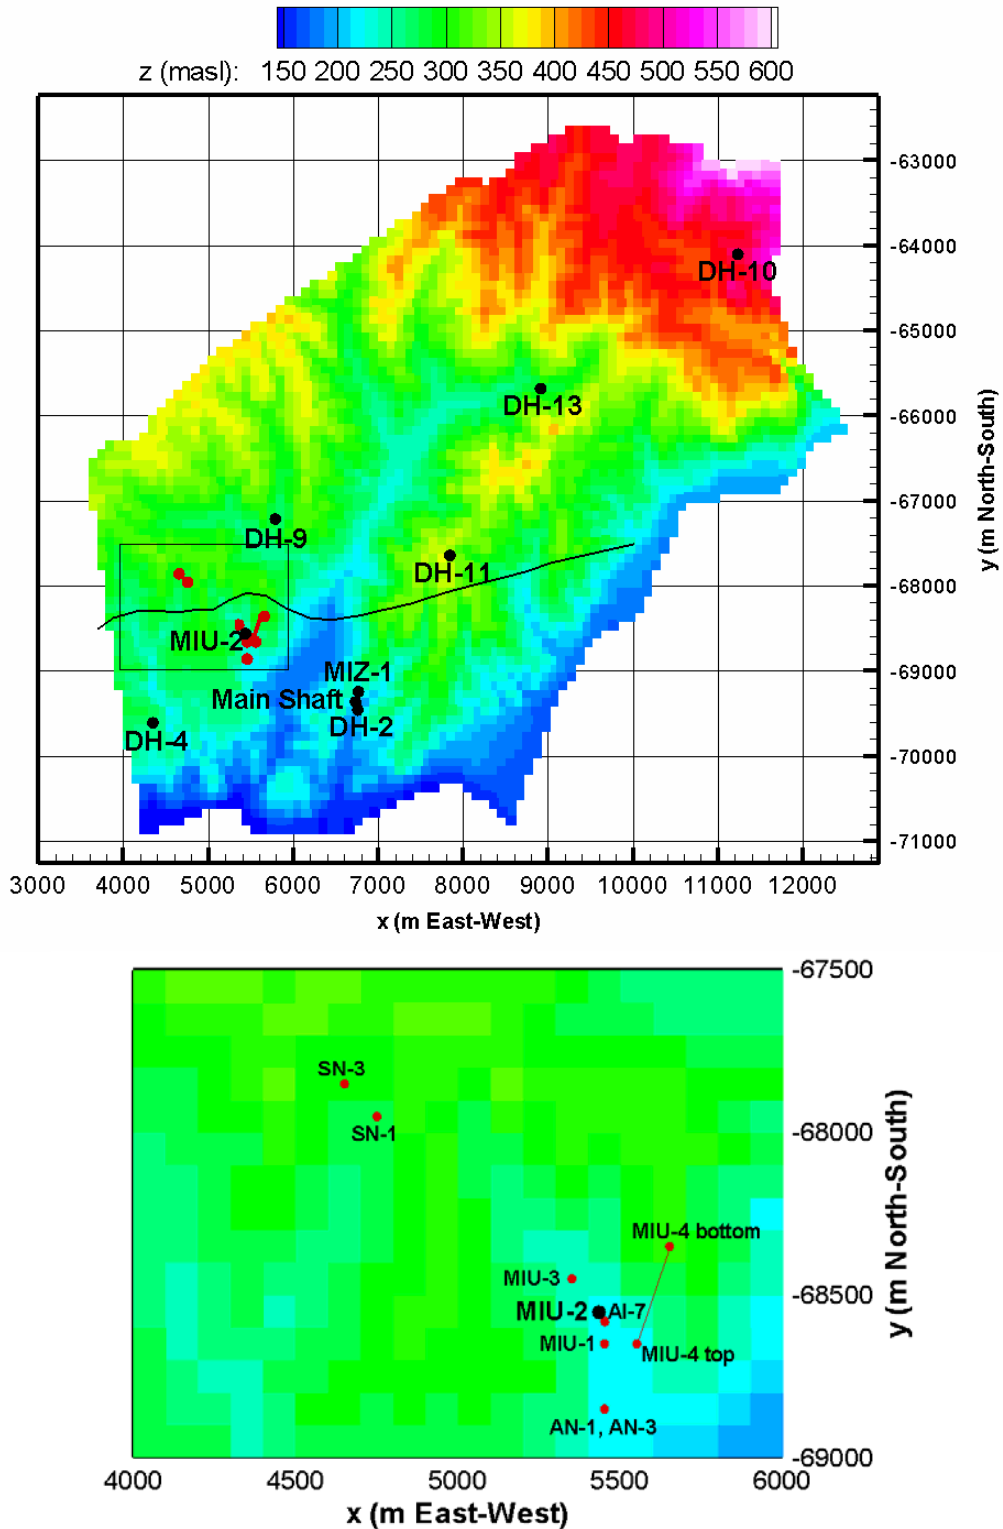 z (masl): 150 200 250 300 350 400 450 500 550 600
-63000
-64000
DH-10
-65000
DH-13
-66000
-67000
DH-9
DH-11
-68000
MIU-2
MIZ-1
-69000
Main Shaft
DH-2
DH-4
-70000
-71000
y (m North-South)
3000 4000 5000 6000 7000 8000 9000 10000 11000 12000
x (m East-West)
-67500
SN-3
SN-1
-68000
MIU-4 bottom
MIU-3
-68500
MIU-2 AI-7
MIU-1
MIU-4 top
AN-1, AN-3
-69000
y (m North-South)
4000 4500 5000 5500 6000
x (m East-West)